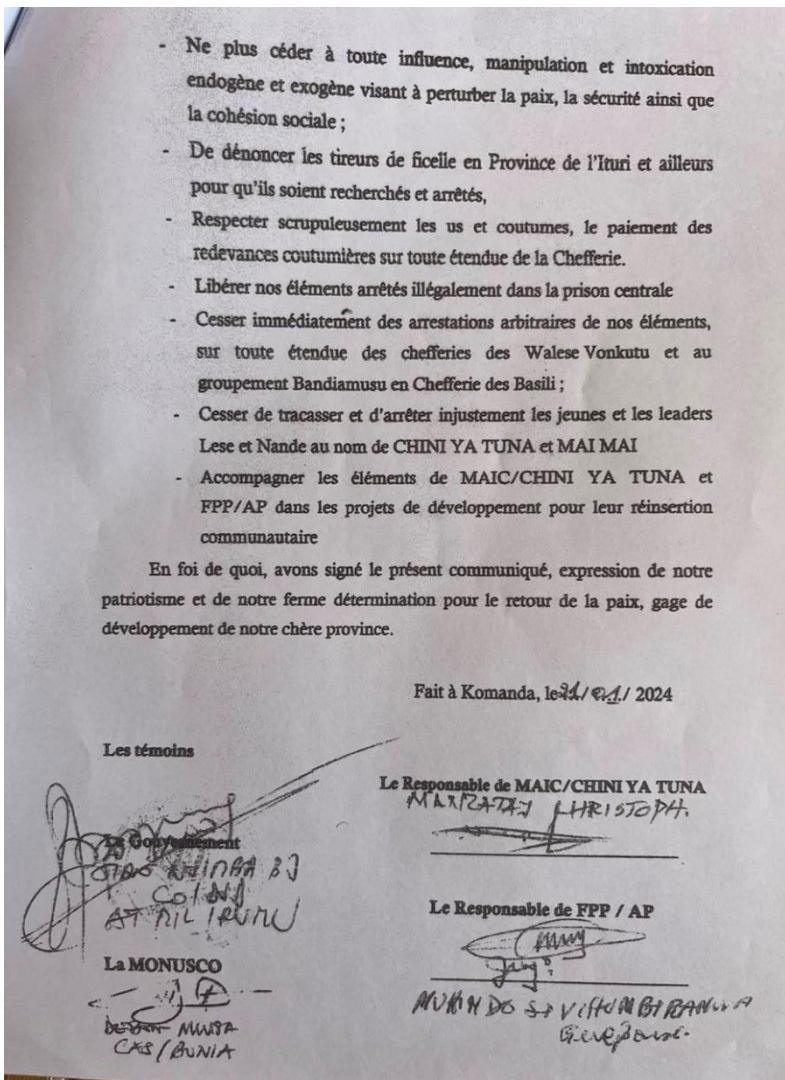 - Ne plus céder à toute influence, manipulation et intoxication
endogène et exogène visant à perturber la paix, la sécurité ainsi que
la cohésion sociale ;
- De dénoncer les tireurs de ficelle en Province de l'Ituri et ailleurs
pour qu'ils soient recherchés et arrêtés,
- Respecter scrupuleusement les us et coutumes, le paiement des
redevances coutumières sur toute étendue de la Chefferie.
- Libérer nos éléments arrêtés illégalement dans la prison centrale
- Cesser immédiatement des arrestations arbitraires de nos éléments,
sur toute étendue des chefferies des Walese Vonkutu et au
groupement Bandiamusu en Chefferie des Basili ;
- Cesser de tracasser et d'arrêter injustement les jeunes et les leaders
Lese et Nande au nom de CHINI YA TUNA et MAI MAI
- Accompagner les éléments de MAIC/CHINI YA TUNA et
FPP/AP dans les projets de développement pour leur réinsertion
communautaire
En foi de quoi, avons signé le présent communiqué, expression de notre
patriotisme et de notre ferme détermination pour le retour de la paix, gage de
développement de notre chère province.
Fait à Komanda, le / 01 / 2024
Les témoins
Le Responsable de MAIC/CHINI YA TUNA
CHRISTOPH.
Le Gouvernement
AT MIL IRUMU
Le Responsable de FPP / AP
La MONUSCO
CAS/BUNIA